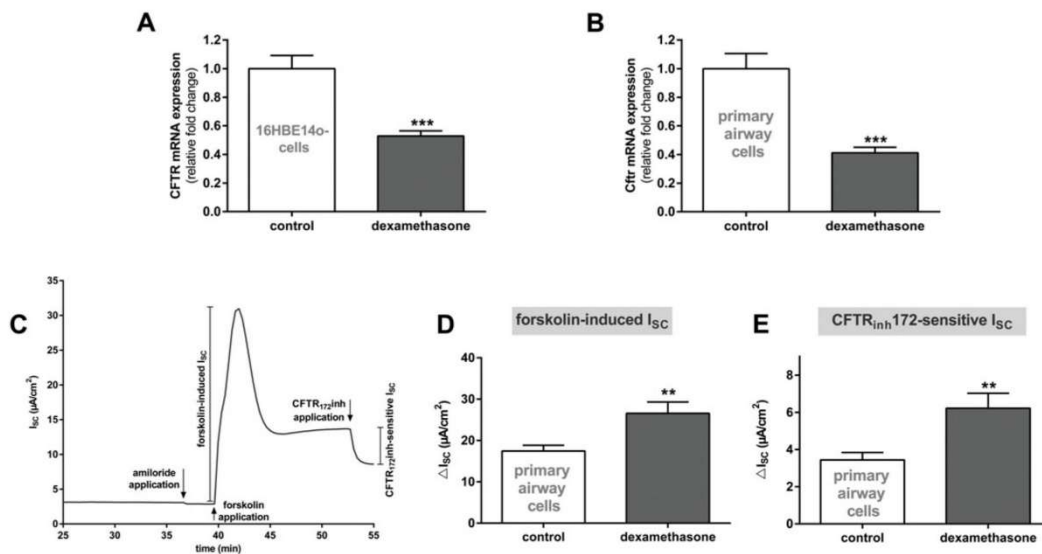 A
CFTR mRNA expression
(relative fold change)
1.2
1.0
0.8
0.6
0.4
0.2
0.0
16HBE14o-
cells
***
control
dexamethasone
B
Cftr mRNA expression
(relative fold change)
1.2
1.0
0.8
0.6
0.4
0.2
0.0
primary
airway
cells
***
control
dexamethasone
C
ISC (µA/cm²)
35
30
25
20
15
10
5
0
amiloride
application
forskolin-induced ISC
forskolin
application
CFTR172inh
application
CFTR172inh-sensitive ISC
25
30
35
40
45
50
55
time (min)
D
forskolin-induced ISC
△ISC (µA/cm²)
40
30
20
10
0
primary
airway
cells
**
control
dexamethasone
E
CFTRinh172-sensitive ISC
△ISC (µA/cm²)
8
6
4
2
0
primary
airway
cells
**
control
dexamethasone